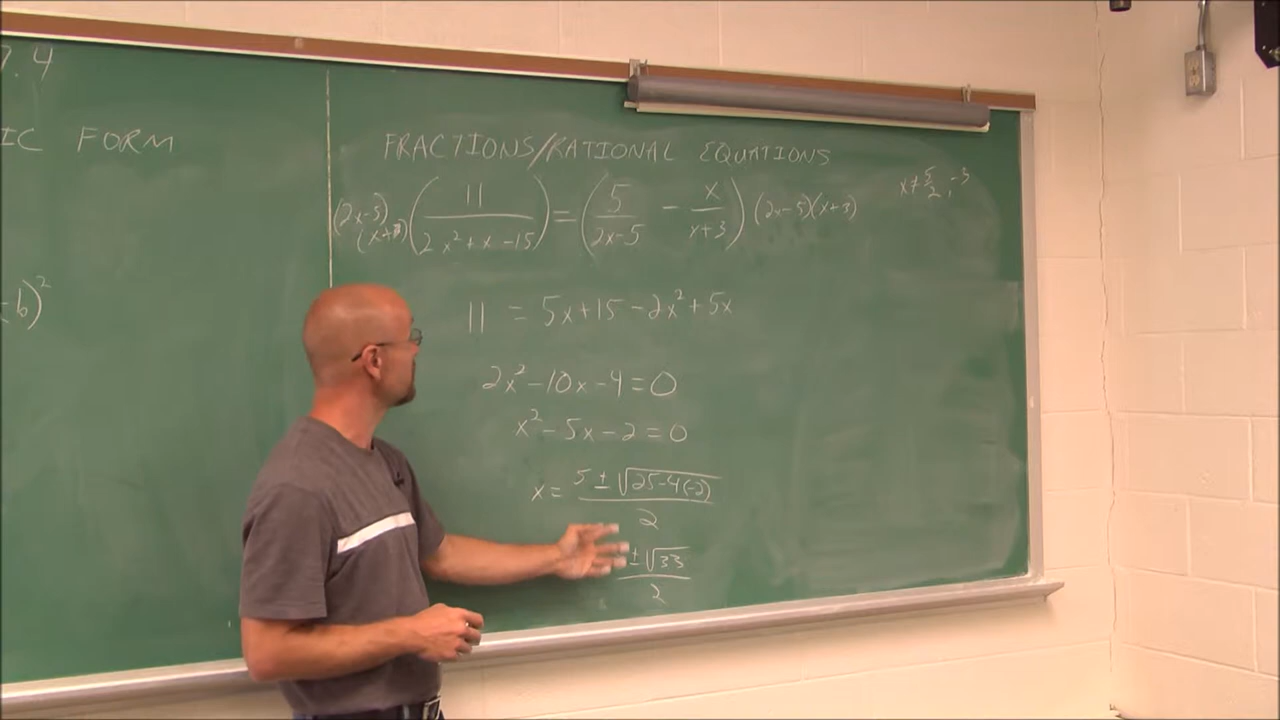 7.4
IC FORM
-b)²
FRACTIONS/RATIONAL EQUATIONS
(2x-5)(x+3)(11/(2x²+x-15)) = (5/(2x-5) - x/(x+3))(2x-5)(x+3)
x≠5/2, -3
11 = 5x+15-2x²+5x
2x²-10x-4=0
x²-5x-2=0
x= (5±√(25-4(-2)))/2
±√33/2